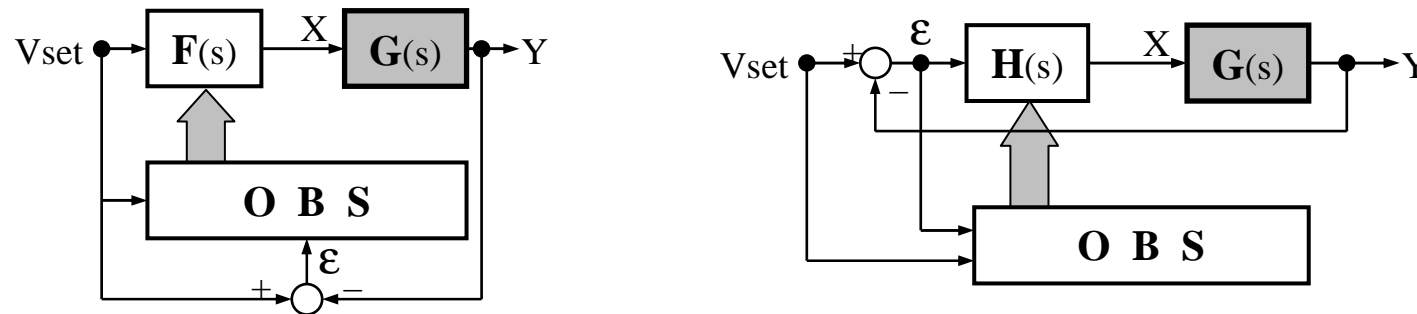 Vset F(s) X G(s) Y
O B S
ε
+ −
Vset + ε H(s) X G(s) Y
−
O B S